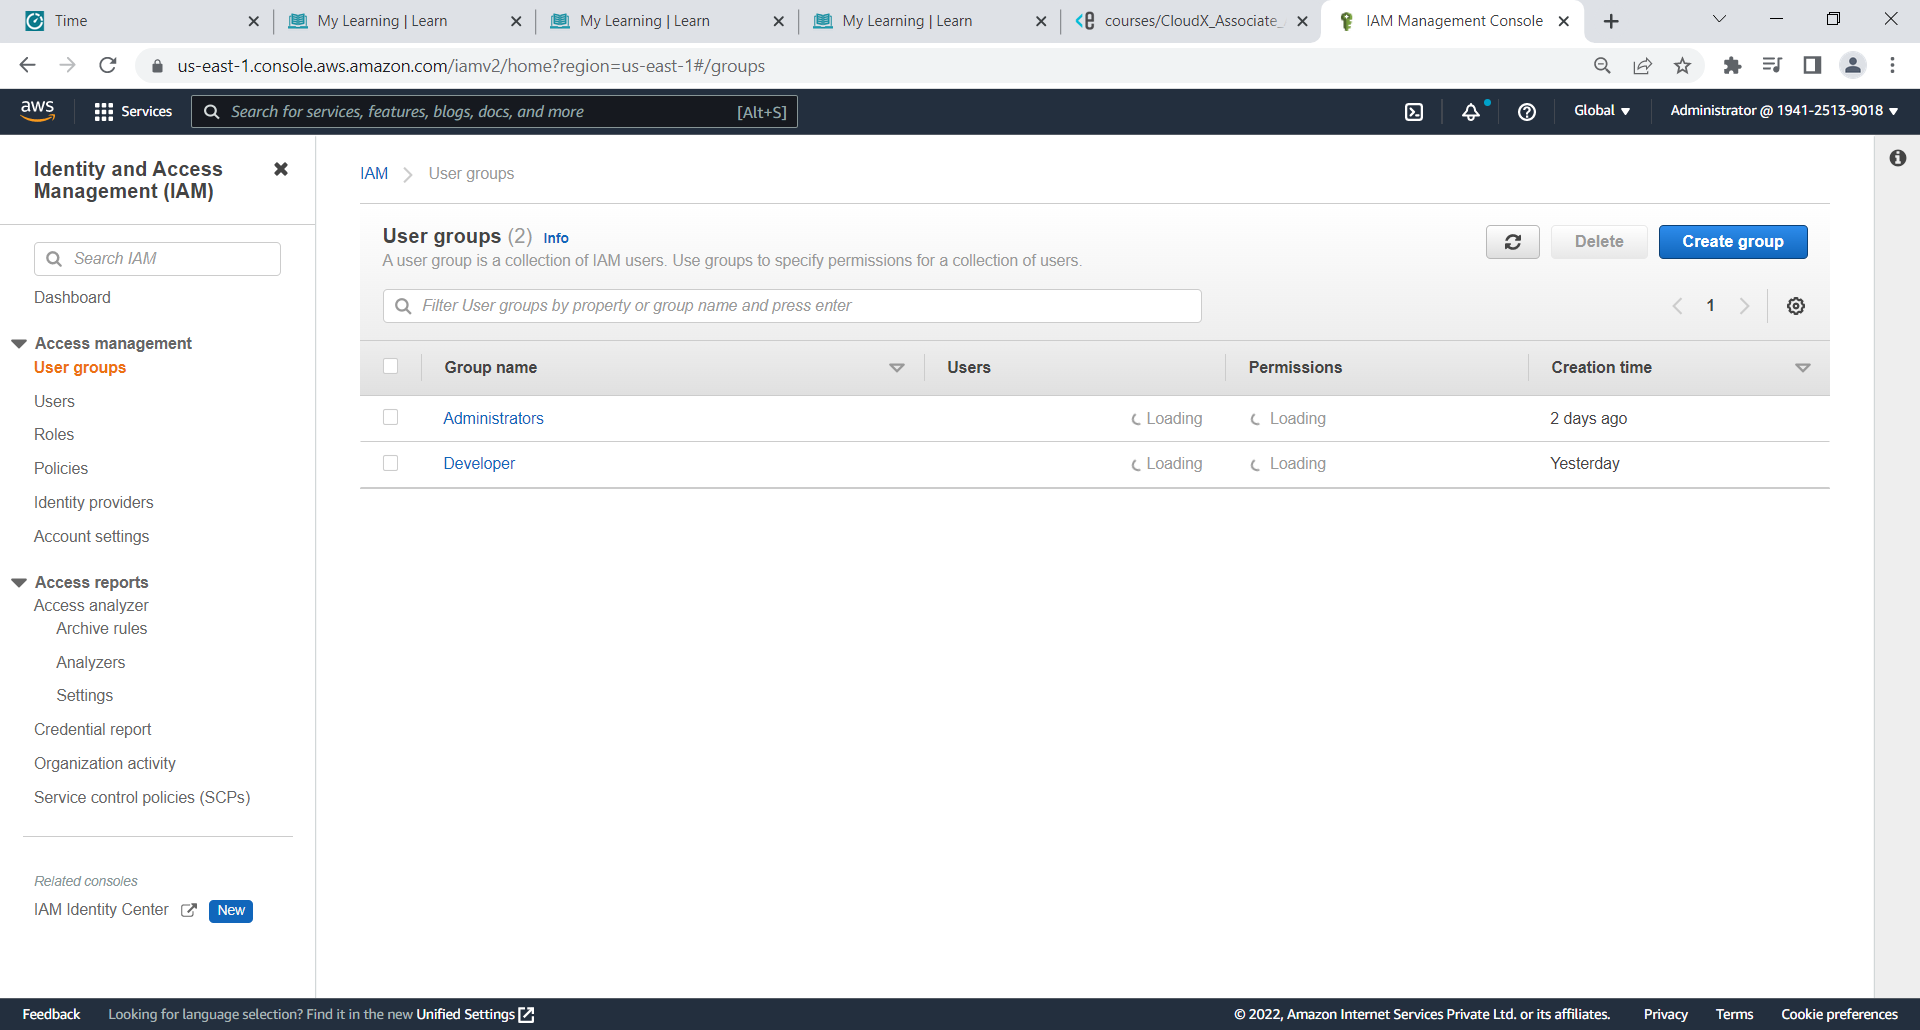 Time
My Learning | Learn
My Learning | Learn
My Learning | Learn
courses/CloudX_Associate_
IAM Management Console
us-east-1.console.aws.amazon.com/iamv2/home?region=us-east-1#/groups
aws
Services
Search for services, features, blogs, docs, and more [Alt+S]
Global
Administrator @ 1941-2513-9018
Identity and Access
Management (IAM)
Search IAM
Dashboard
Access management
User groups
Users
Roles
Policies
Identity providers
Account settings
Access reports
Access analyzer
Archive rules
Analyzers
Settings
Credential report
Organization activity
Service control policies (SCPs)
Related consoles
IAM Identity Center New
IAM User groups
User groups (2) Info
A user group is a collection of IAM users. Use groups to specify permissions for a collection of users.
Delete
Create group
Filter User groups by property or group name and press enter
1
Group name Users Permissions Creation time
Administrators Loading Loading 2 days ago
Developer Loading Loading Yesterday
Feedback Looking for language selection? Find it in the new Unified Settings
© 2022, Amazon Internet Services Private Ltd. or its affiliates. Privacy Terms Cookie preferences